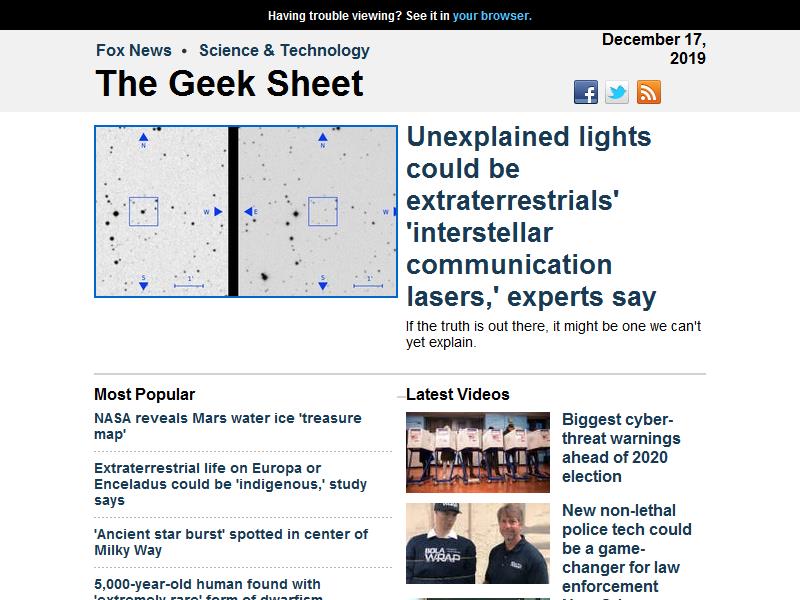 Having trouble viewing? See it in your browser.
Fox News • Science & Technology
The Geek Sheet
December 17,
2019
N
N
W
E
W
S
1'
S
1'
Unexplained lights
could be
extraterrestrials'
'interstellar
communication
lasers,' experts say
If the truth is out there, it might be one we can't
yet explain.
Most Popular
NASA reveals Mars water ice 'treasure
map'
Extraterrestrial life on Europa or
Enceladus could be 'indigenous,' study
says
'Ancient star burst' spotted in center of
Milky Way
5,000-year-old human found with
'extremely rare' form of dwarfism
Latest Videos
Biggest cyber-
threat warnings
ahead of 2020
election
BOLA
WRAP
New non-lethal
police tech could
be a game-
changer for law
enforcement